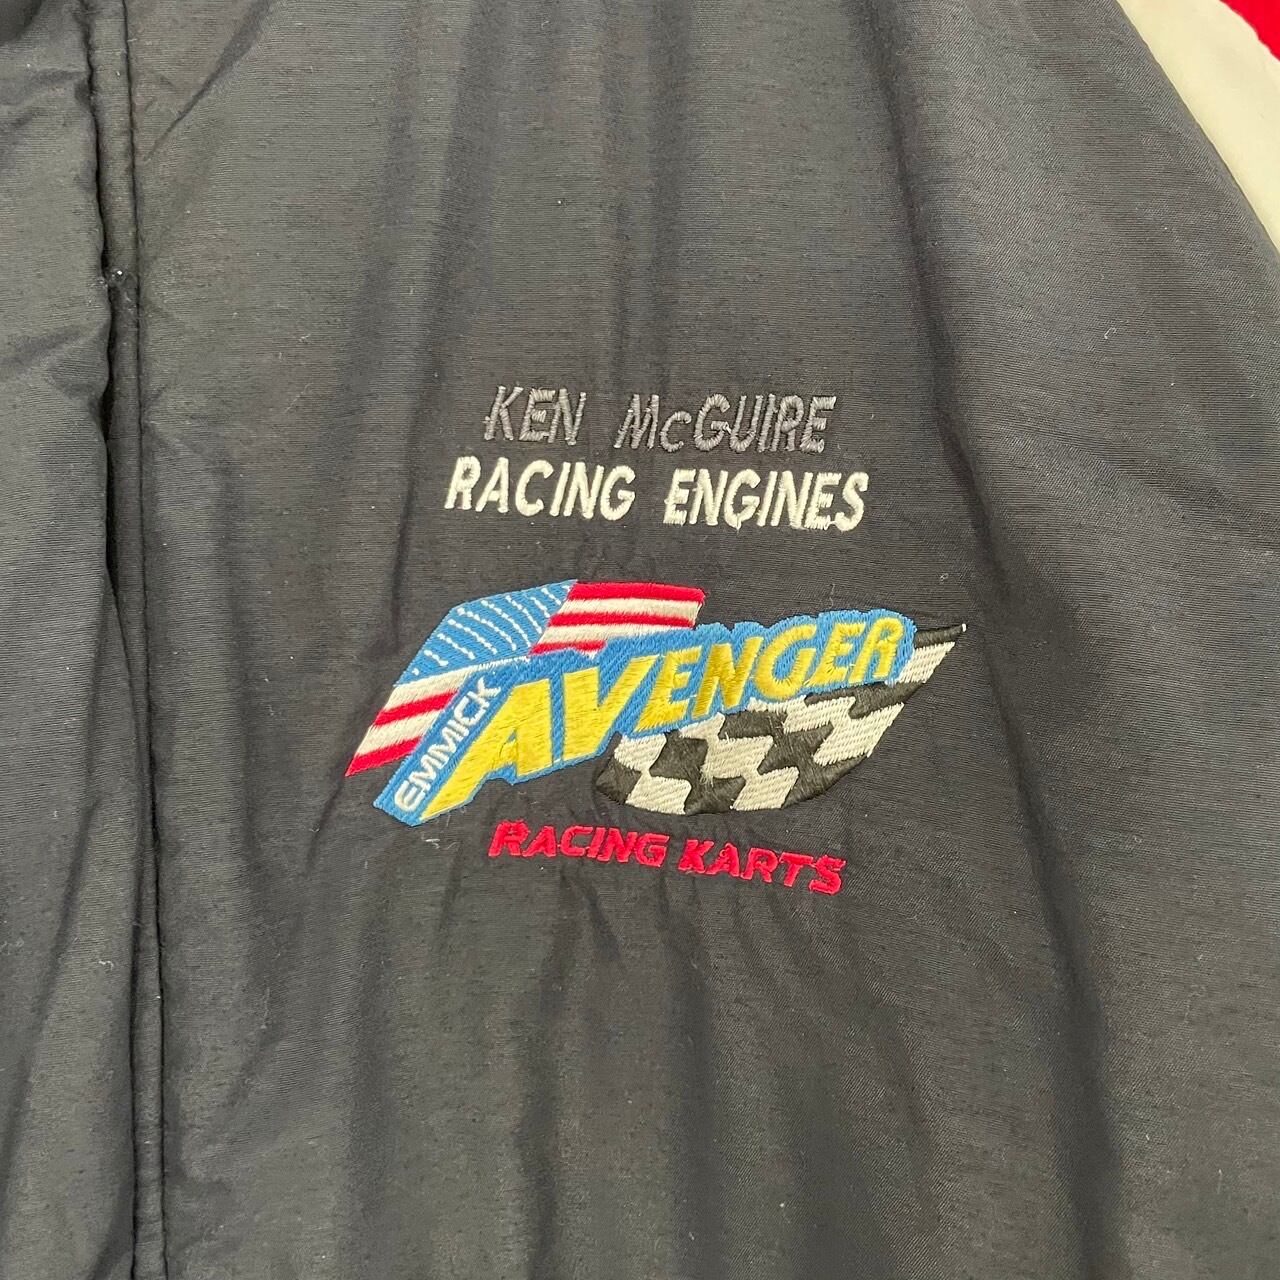 KEN McGUIRE
RACING ENGINES
EMMICK
AVENGER
RACING KARTS